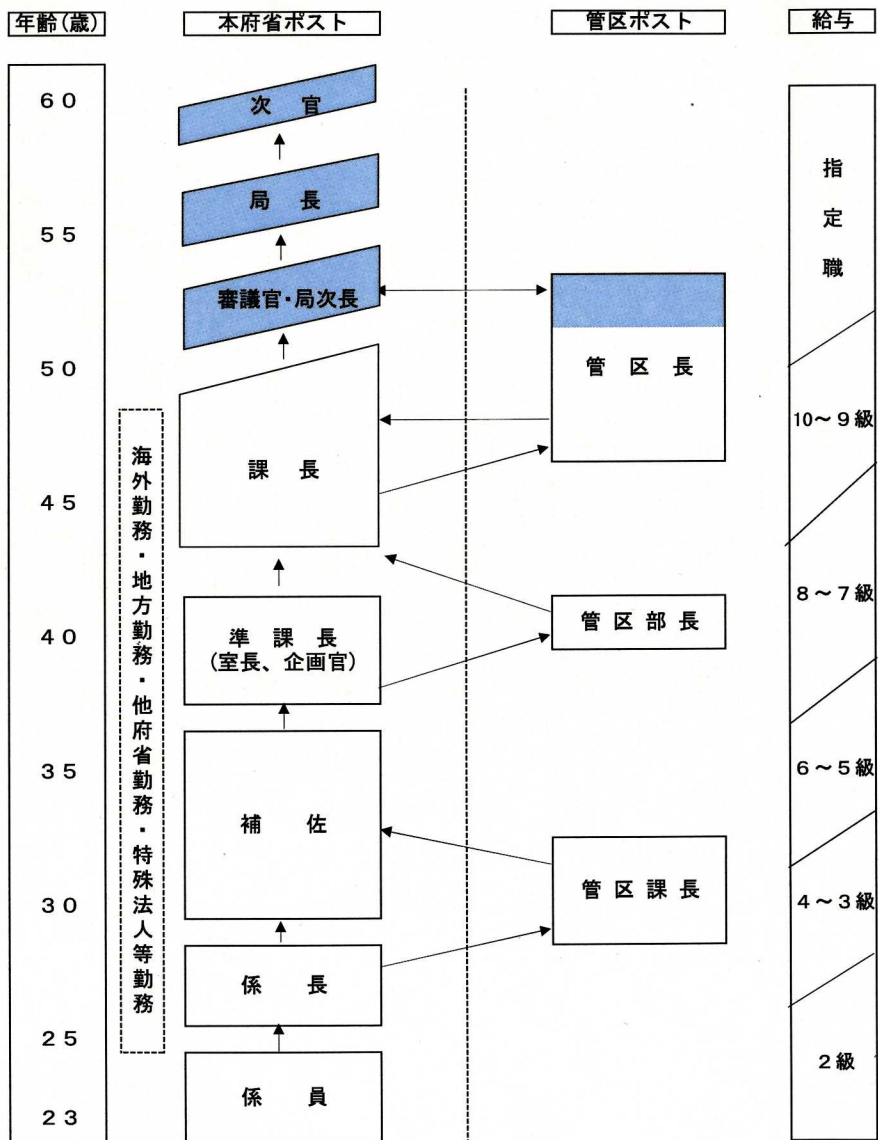 年齢(歳)
本府省ポスト
管区ポスト
給与
60
55
50
45
40
35
30
25
23
海外勤務・地方勤務・他府省勤務・特殊法人等勤務
次 官
局 長
審議官・局次長
課 長
準 課 長
(室長、企画官)
補 佐
係 長
係 員
管 区 長
管 区 部 長
管 区 課 長
指定職
10~9級
8~7級
6~5級
4~3級
2級